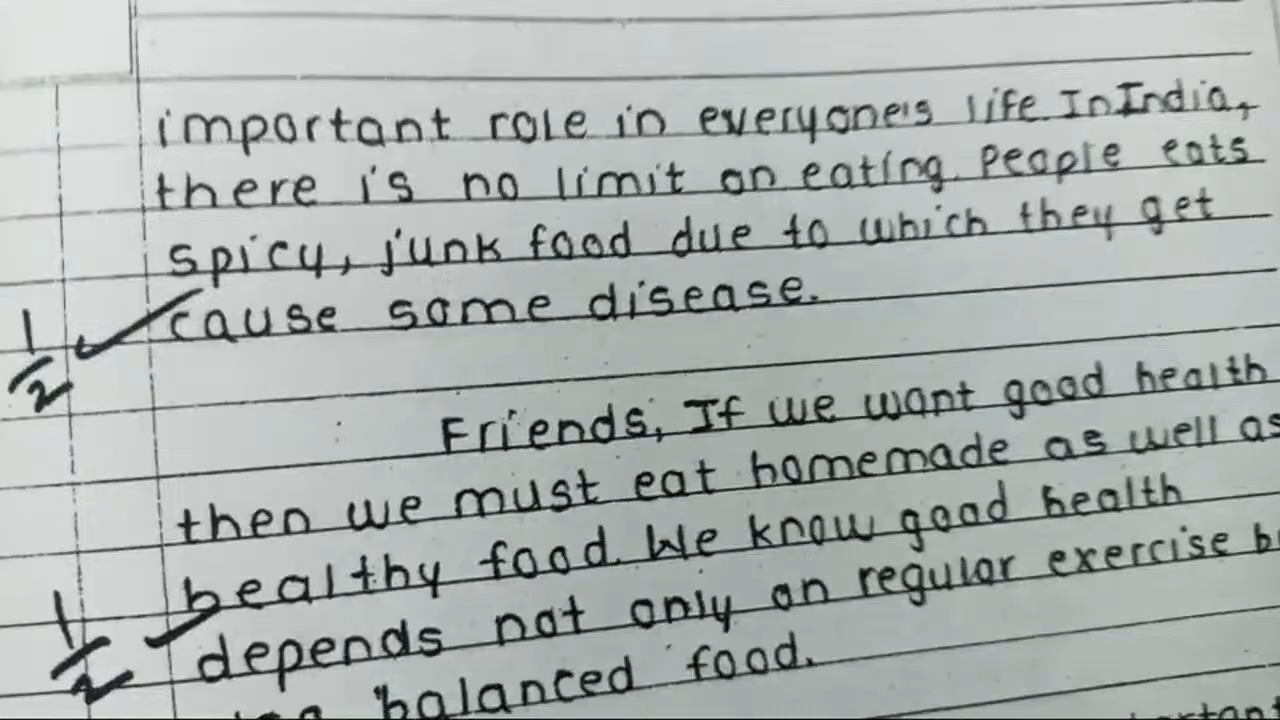 important role in everyone's life. In India,
there is no limit on eating. People eats
spicy, junk food due to which they get
cause some disease.
1/2
Friends, If we want good health
then we must eat homemade as well as
healthy food. We know good health
depends not only on regular exercise
1/2
balanced food.